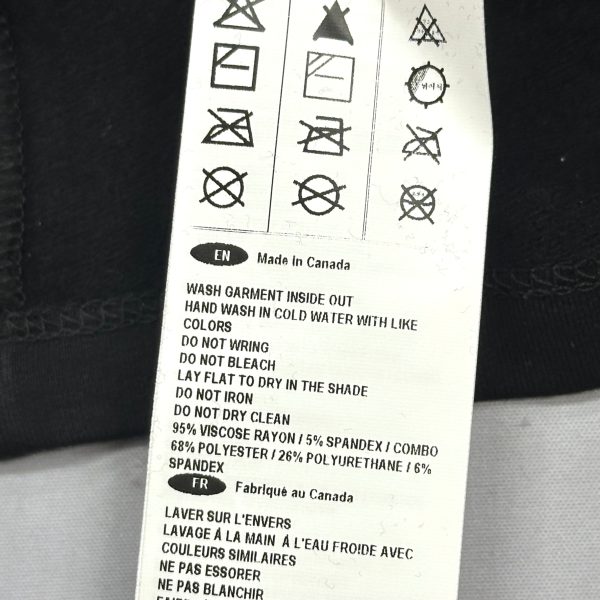 EN Made In Canada
WASH GARMENT INSIDE OUT
HAND WASH IN COLD WATER WITH LIKE
COLORS
DO NOT WRING
DO NOT BLEACH
LAY FLAT TO DRY IN THE SHADE
DO NOT IRON
DO NOT DRY CLEAN
95% VISCOSE RAYON / 5% SPANDEX / COMBO
68% POLYESTER / 26% POLYURETHANE / 6%
SPANDEX
FR Fabriqué au Canada
LAVER SUR L'ENVERS
LAVAGE À LA MAIN À L'EAU FROIDE AVEC
COULEURS SIMILAIRES
NE PAS ESSORER
NE PAS BLANCHIR